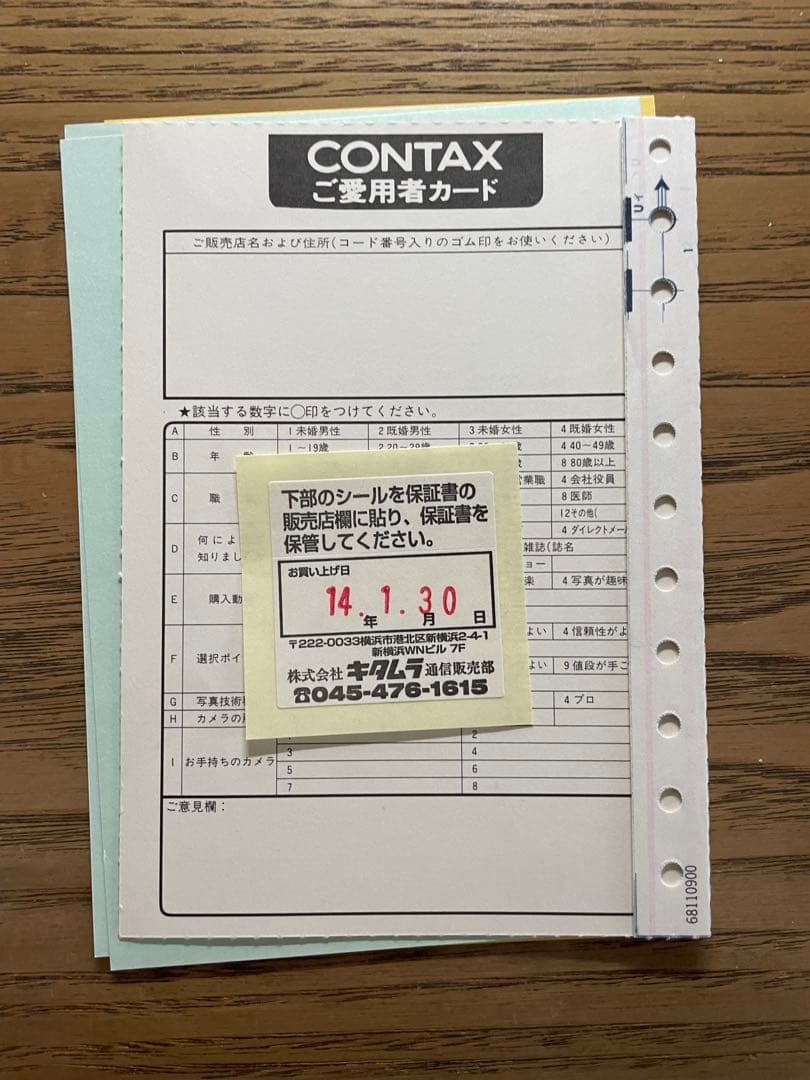 CONTAX
ご愛用者カード
ご販売店名および住所(コード番号入りのゴム印をお使いください)
★該当する数字に○印をつけてください。
A 性 別 1未婚男性 2既婚男性 3未婚女性 4既婚女性
B 年 1～19歳 2 20～29歳 4 40～49歳
8 80歳以上
C 職 営業職 4会社役員
8医師
12その他(
D 何によ 4ダイレクトメー
知りまし 雑誌(誌名
ョー
E 購入動 楽 4写真が趣味
F 選択ポイ よい 4信頼性がよ
よい 9値段が手ご
G 写真技術 4プロ
H カメラの
I お手持ちのカメラ 1 2
3 4
5 6
7 8
ご意見欄：
下部のシールを保証書の
販売店欄に貼り、保証書を
保管してください。
お買い上げ日
14. 1. 30
年 月 日
〒222-0033横浜市港北区新横浜2-4-1
新横浜WNビル 7F
株式会社 キタムラ 通信販売部
☎045-476-1615
1
68110900